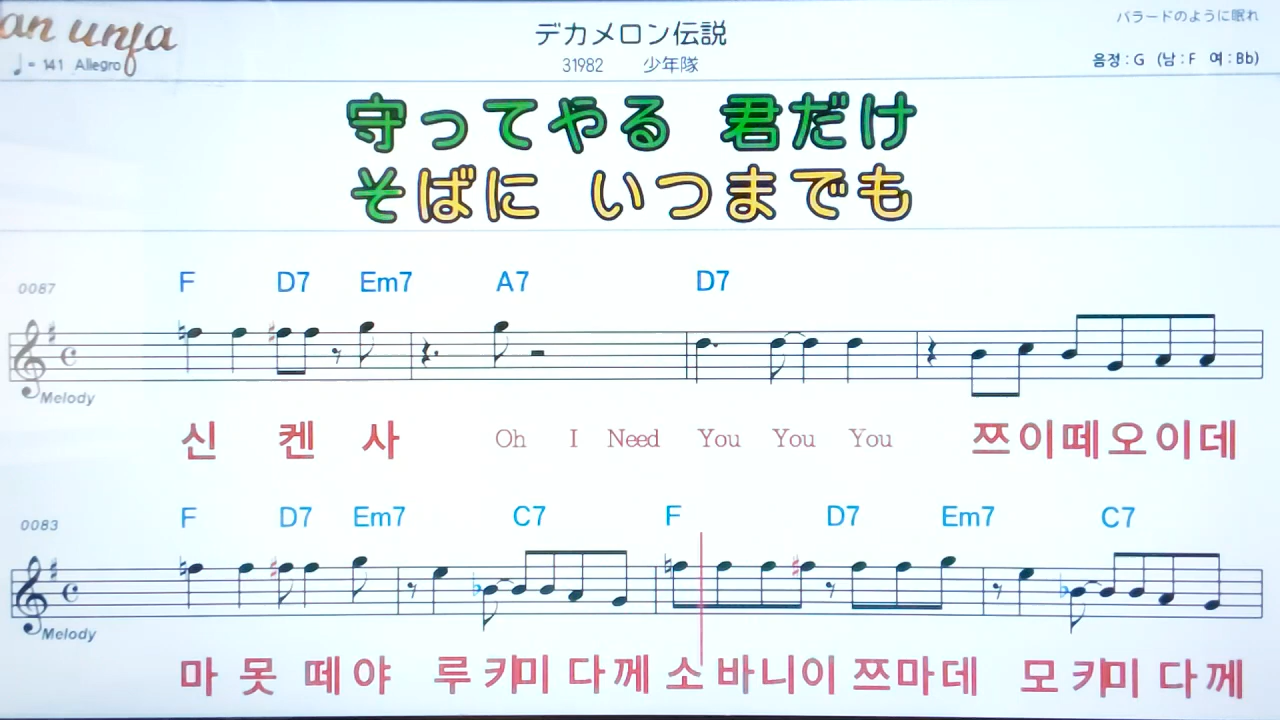 an unfa
♩ = 141 Allegro
デカメロン伝説
31982 少年隊
バラードのように眠れ
음정 : G (남 : F 여 : Bb)
守ってやる 君だけ
そばに いつまでも
0087 F D7 Em7 A7 D7
Melody
신 켄 사 Oh I Need You You You 쯔이떼오이데
0083 F D7 Em7 C7 F D7 Em7 C7
Melody
마 못 떼 야 루 키미 다 께 소 바니이 쯔마데 모 키미 다 께